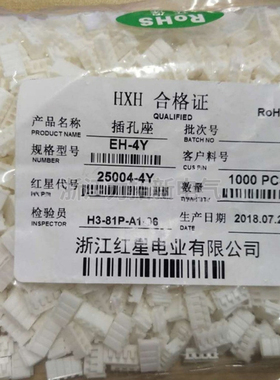 RoHS
HXH 合格证
QUALIFIED
RoH
产品名称 插孔座 批次号
PRODUCT NAME BATCH NO
规格型号 EH-4Y 客户料号
NUMBER CUS P/N
红星代号 25004-4Y 数量 1000 PC
检验员 H3-81P-A1 06 生产日期 2018.07.2
INSPECTOR
浙江红星电业有限公司